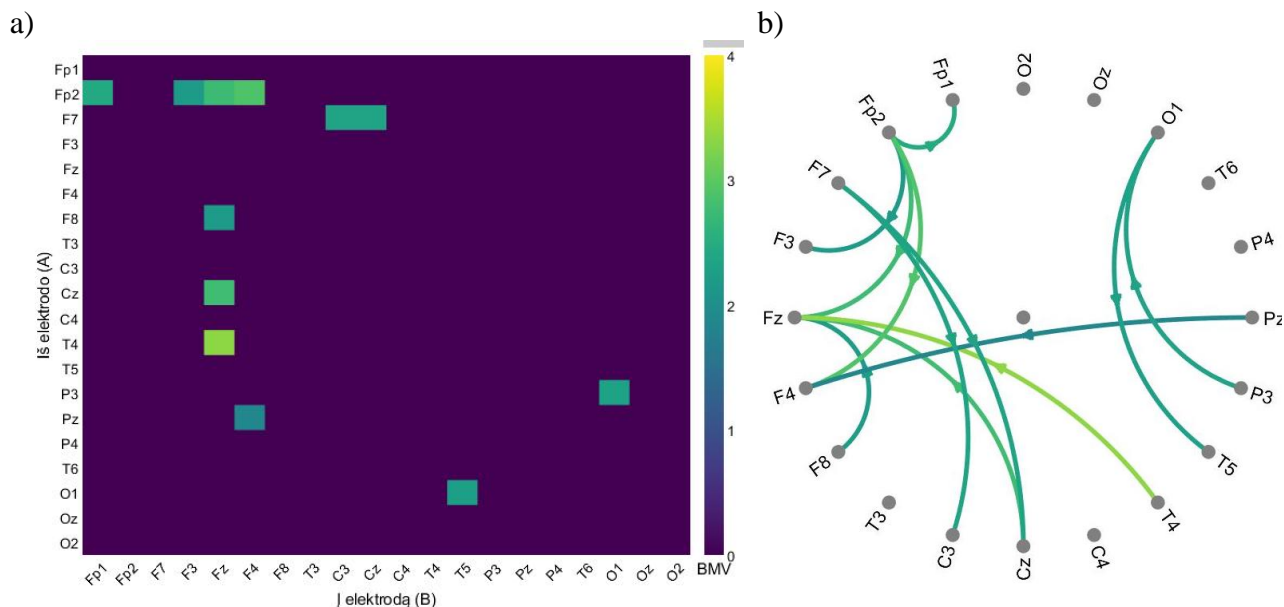 a)
b)
Fp1
Fp2
F7
F3
Fz
F4
F8
T3
C3
Cz
C4
T4
T5
P3
Pz
P4
T6
O1
Oz
O2
Iš elektrodo (A)
Fp1 Fp2 F7 F3 Fz F4 F8 T3 C3 Cz C4 T4 T5 P3 Pz P4 T6 O1 Oz O2
Į elektrodą (B)
4
3
2
1
0
BMV
O2
Oz
O1
T6
P4
Pz
P3
T5
T4
C4
Cz
C3
T3
F8
F4
Fz
F3
F7
Fp2
Fp1